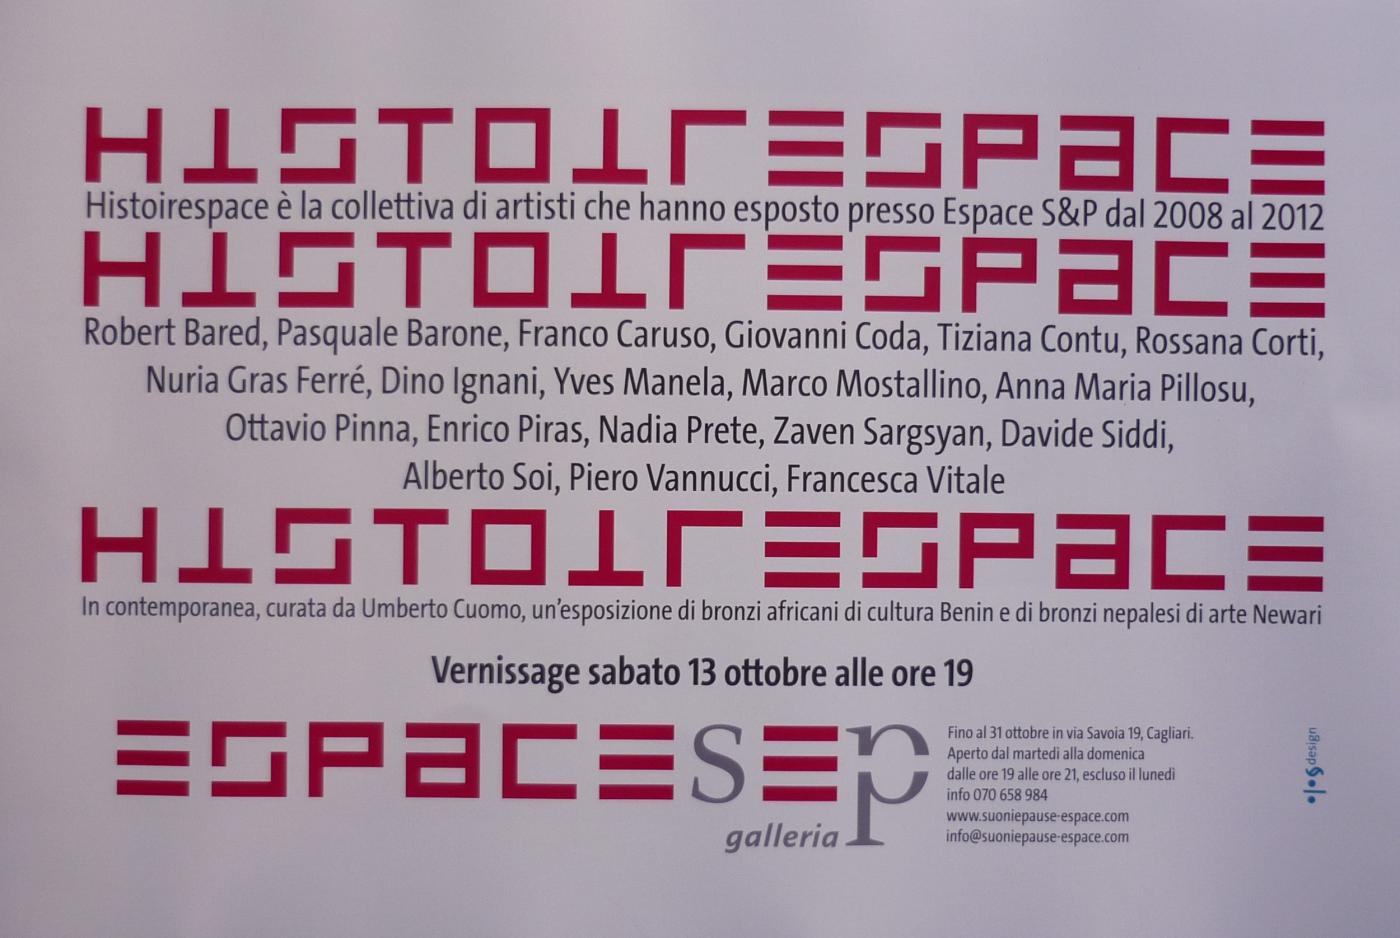 HISTOIrESPaCE
Histoirespace è la collettiva di artisti che hanno esposto presso Espace S&P dal 2008 al 2012
HISTOIrESPaCE
Robert Bared, Pasquale Barone, Franco Caruso, Giovanni Coda, Tiziana Contu, Rossana Corti,
Nuria Gras Ferré, Dino Ignani, Yves Manela, Marco Mostallino, Anna Maria Pillosu,
Ottavio Pinna, Enrico Piras, Nadia Prete, Zaven Sargsyan, Davide Siddi,
Alberto Soi, Piero Vannucci, Francesca Vitale
HISTOIrESPaCE
In contemporanea, curata da Umberto Cuomo, un'esposizione di bronzi africani di cultura Benin e di bronzi nepalesi di arte Newari
Vernissage sabato 13 ottobre alle ore 19
ESPaCE sEp
galleria
Fino al 31 ottobre in via Savoia 19, Cagliari.
Aperto dal martedì alla domenica
dalle ore 19 alle ore 21, escluso il lunedì
info 070 658 984
www.suoniepause-espace.com
info@suoniepause-espace.com
design